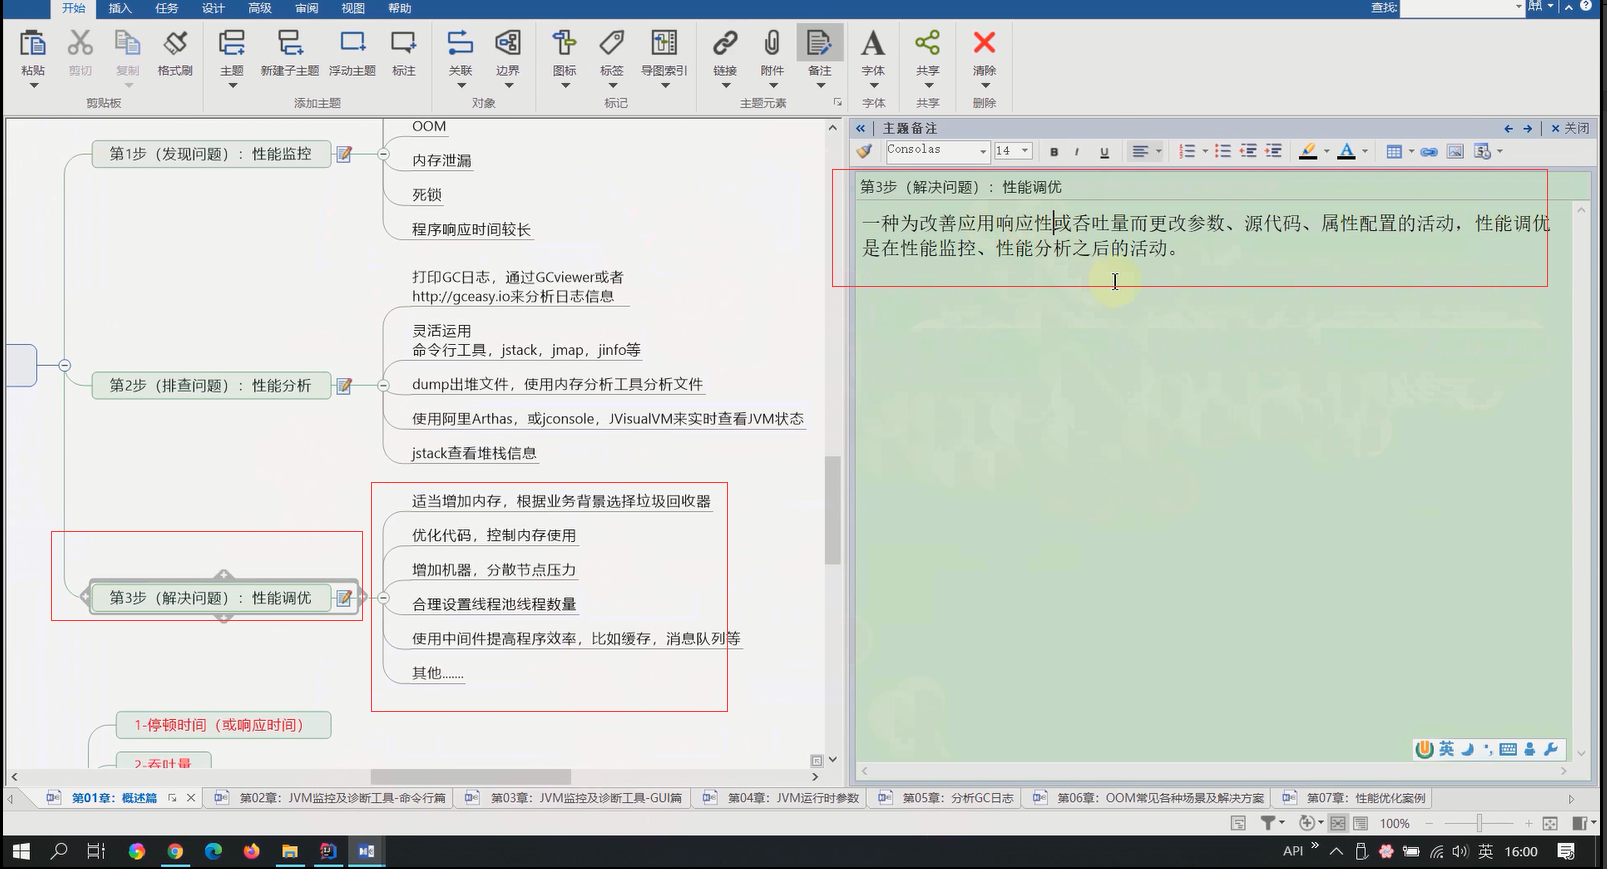 开始 插入 任务 设计 高级 审阅 视图 帮助 查找:
粘贴 剪切 复制 格式刷 主题 新建子主题 浮动主题 标注 关联 边界 图标 标签 导图索引 链接 附件 备注 字体 共享 清除
剪贴板 添加主题 对象 标记 主题元素 字体 共享 删除
OOM
第1步（发现问题）：性能监控
内存泄漏
死锁
程序响应时间较长
打印GC日志，通过GCviewer或者
http://gceasy.io来分析日志信息
灵活运用
命令行工具，jstack，jmap，jinfo等
第2步（排查问题）：性能分析
dump出堆文件，使用内存分析工具分析文件
使用阿里Arthas，或jconsole，JVisualVM来实时查看JVM状态
jstack查看堆栈信息
适当增加内存，根据业务背景选择垃圾回收器
优化代码，控制内存使用
增加机器，分散节点压力
第3步（解决问题）：性能调优
合理设置线程池线程数量
使用中间件提高程序效率，比如缓存，消息队列等
其他.......
1-停顿时间（或响应时间）
2-吞吐量
主题备注 关闭
Consolas 14 B I U A
第3步（解决问题）：性能调优
一种为改善应用响应性或吞吐量而更改参数、源代码、属性配置的活动，性能调优
是在性能监控、性能分析之后的活动。
英
第01章：概述篇 第02章：JVM监控及诊断工具-命令行篇 第03章：JVM监控及诊断工具-GUI篇 第04章：JVM运行时参数 第05章：分析GC日志 第06章：OOM常见各种场景及解决方案 第07章：性能优化案例
100%
API 英 16:00